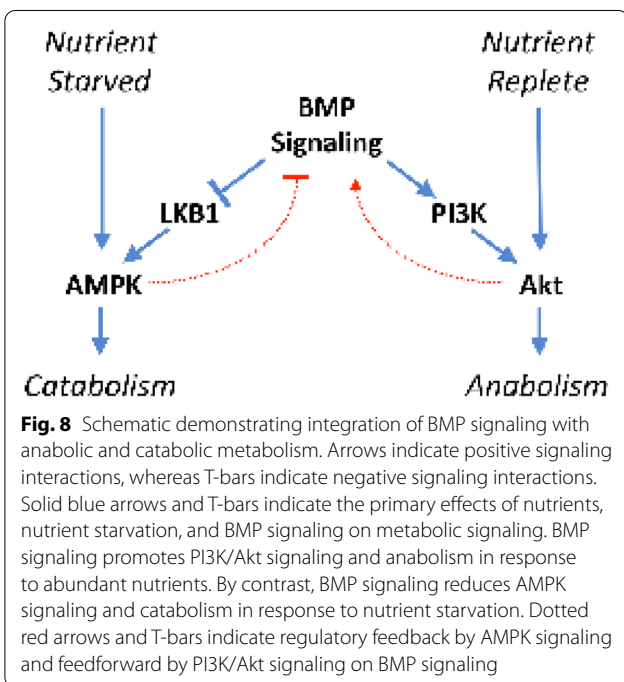 Nutrient
Starved
Nutrient
Replete
BMP
Signaling
LKB1
PI3K
AMPK
Akt
Catabolism
Anabolism
Fig. 8 Schematic demonstrating integration of BMP signaling with
anabolic and catabolic metabolism. Arrows indicate positive signaling
interactions, whereas T-bars indicate negative signaling interactions.
Solid blue arrows and T-bars indicate the primary effects of nutrients,
nutrient starvation, and BMP signaling on metabolic signaling. BMP
signaling promotes PI3K/Akt signaling and anabolism in response
to abundant nutrients. By contrast, BMP signaling reduces AMPK
signaling and catabolism in response to nutrient starvation. Dotted
red arrows and T-bars indicate regulatory feedback by AMPK signaling
and feedforward by PI3K/Akt signaling on BMP signaling